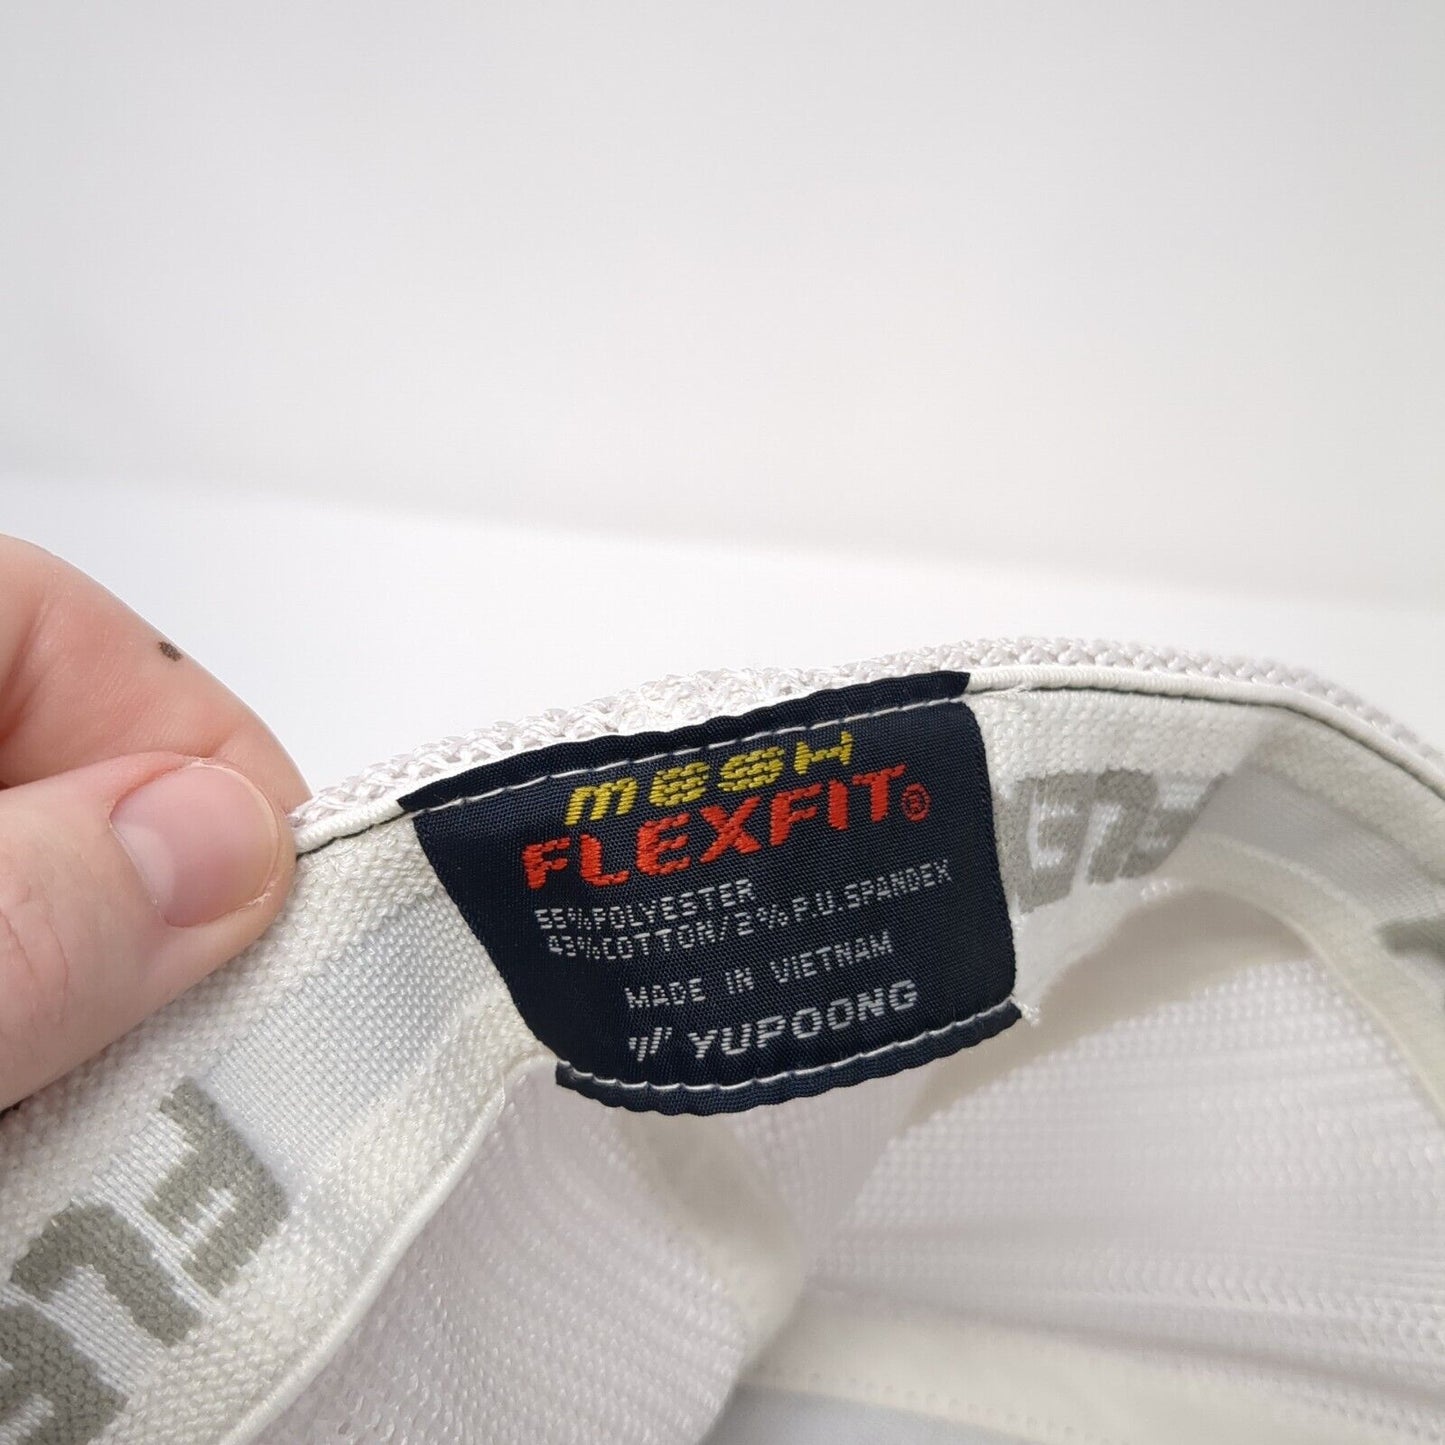 mesh
FLEXFIT®
55%POLYESTER
43%COTTON/2%P.U.SPANDEX
MADE IN VIETNAM
YUPOONG